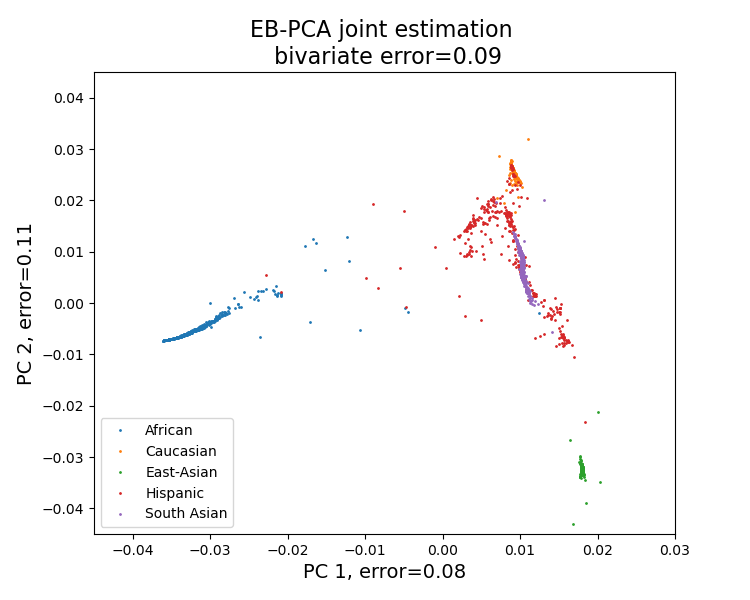 EB-PCA joint estimation
bivariate error=0.09
PC 2, error=0.11
0.04
0.03
0.02
0.01
0.00
−0.01
−0.02
−0.03
−0.04
African
Caucasian
East-Asian
Hispanic
South Asian
−0.04 −0.03 −0.02 −0.01 0.00 0.01 0.02 0.03
PC 1, error=0.08